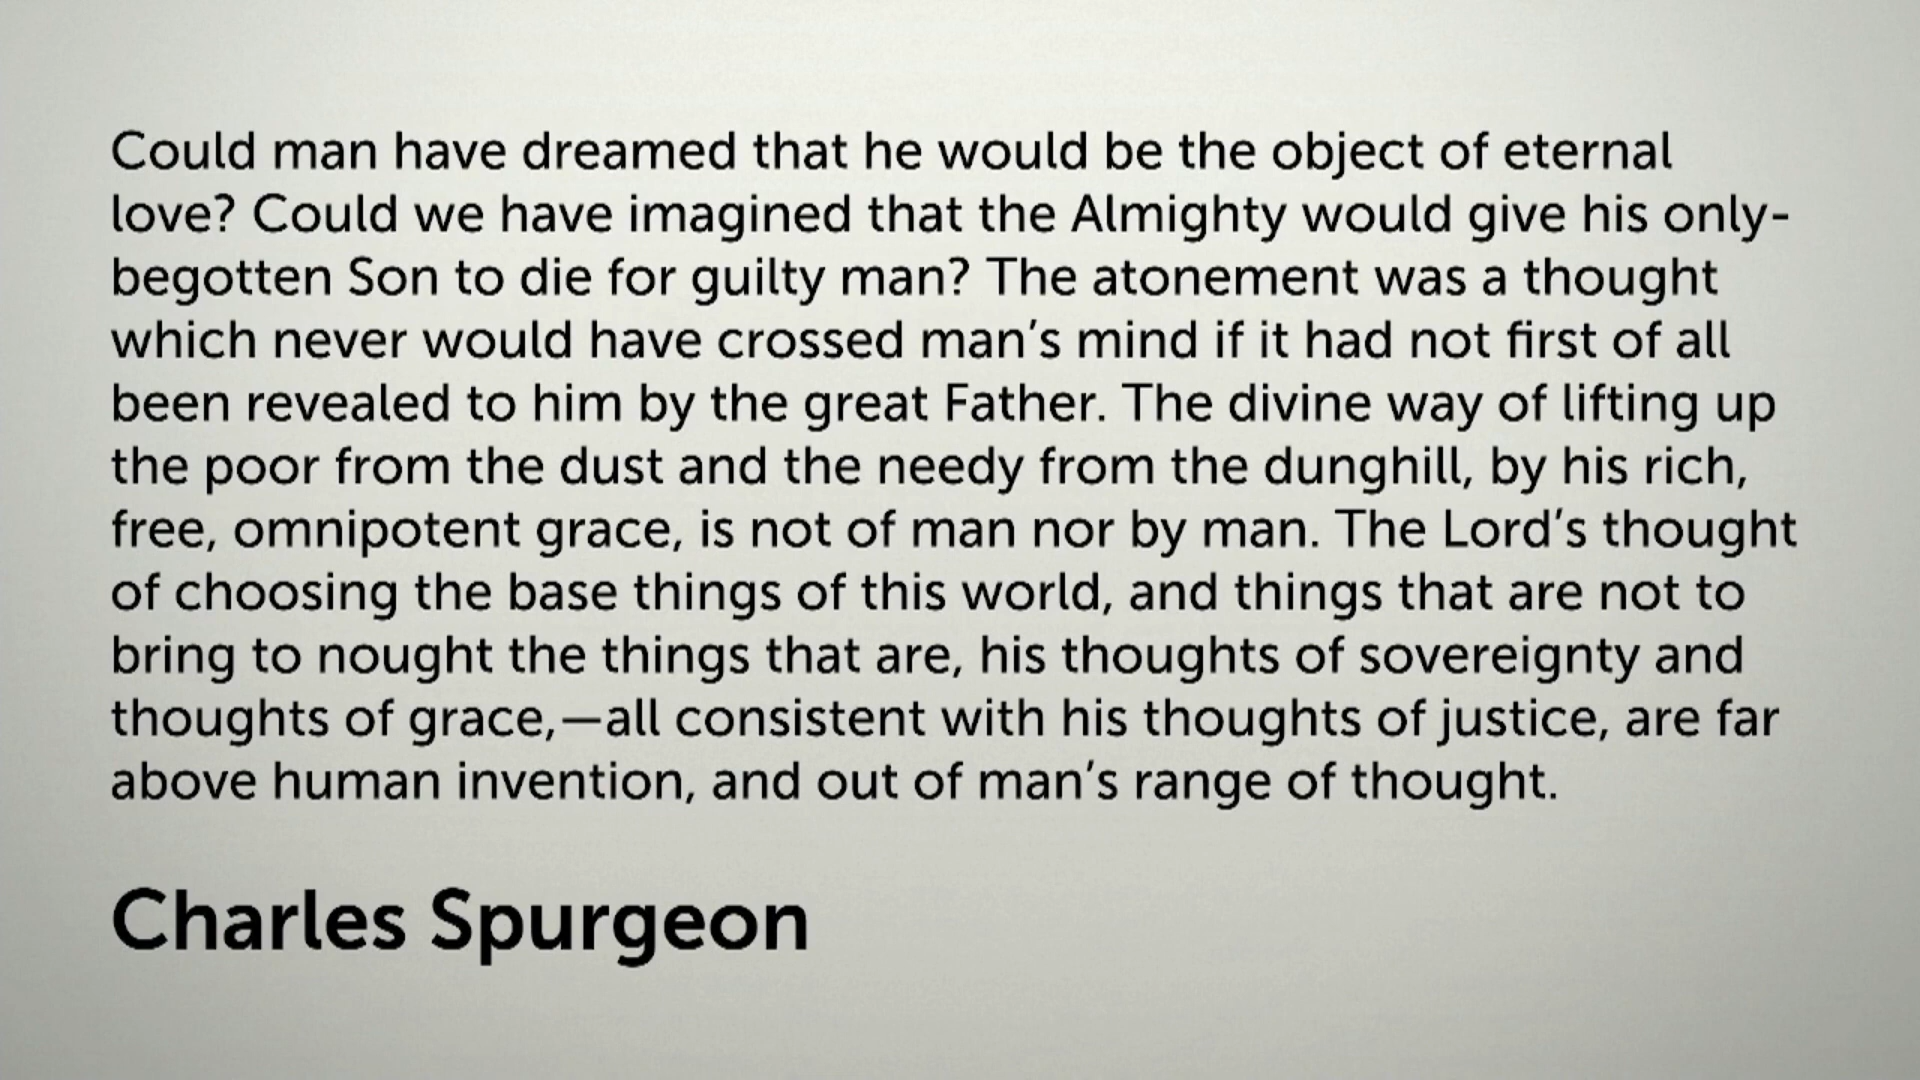 Could man have dreamed that he would be the object of eternal
love? Could we have imagined that the Almighty would give his only-
begotten Son to die for guilty man? The atonement was a thought
which never would have crossed man’s mind if it had not first of all
been revealed to him by the great Father. The divine way of lifting up
the poor from the dust and the needy from the dunghill, by his rich,
free, omnipotent grace, is not of man nor by man. The Lord’s thought
of choosing the base things of this world, and things that are not to
bring to nought the things that are, his thoughts of sovereignty and
thoughts of grace,—all consistent with his thoughts of justice, are far
above human invention, and out of man’s range of thought.
Charles Spurgeon